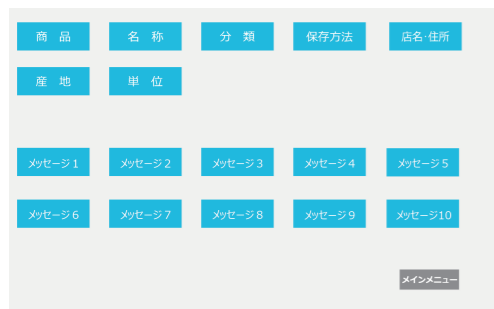 商　品　名　称　分　類　保存方法　店名・住所
産　地　単　位
メッセージ1　メッセージ2　メッセージ3　メッセージ4　メッセージ5
メッセージ6　メッセージ7　メッセージ8　メッセージ9　メッセージ10
メインメニュー